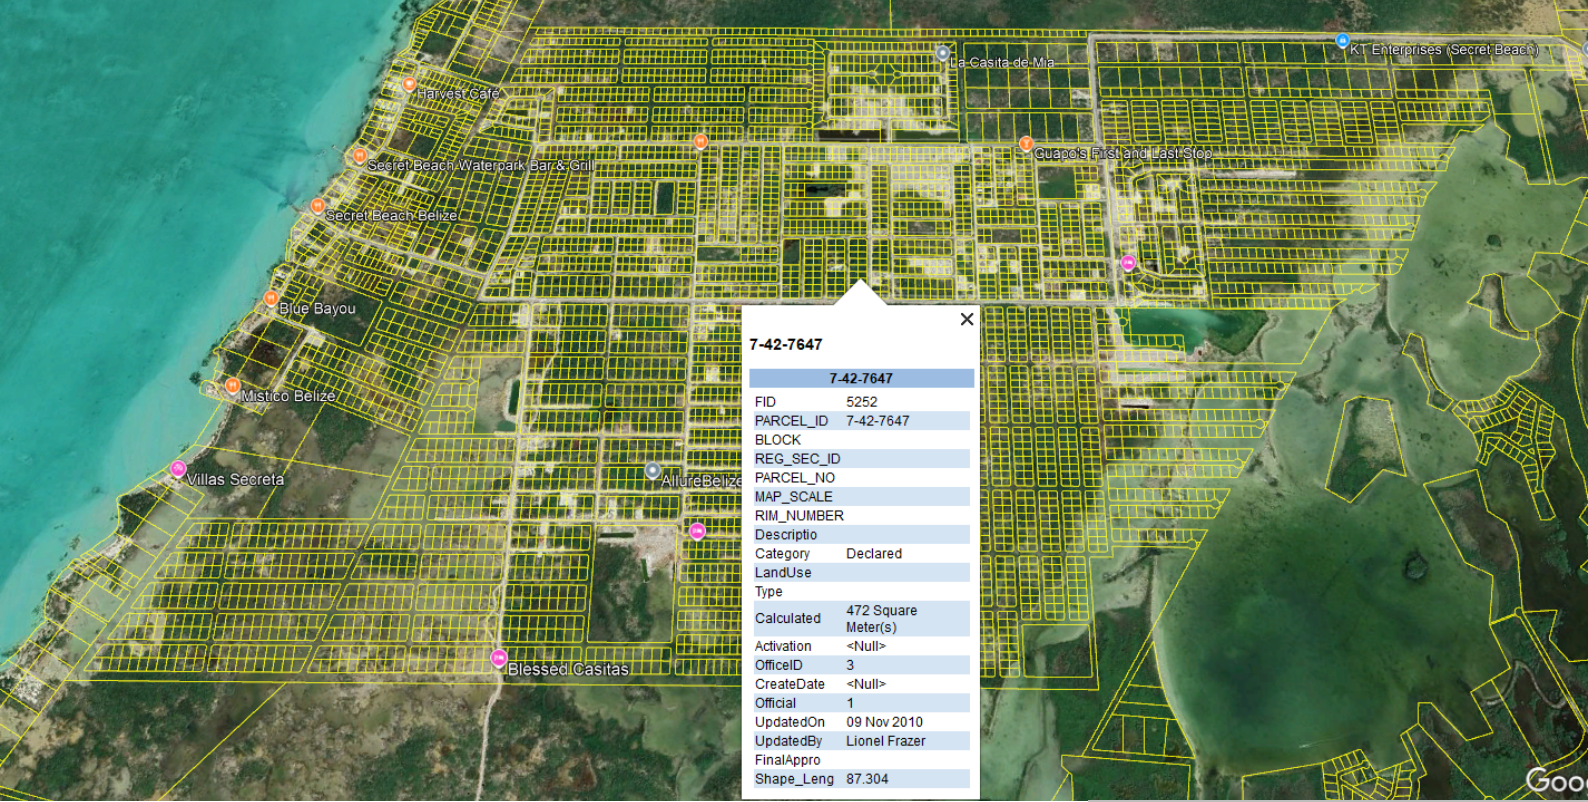 KT Enterprises (Secret Beach)
La Casita de Mia
Harvest Cafe
Guapo's First and Last Stop
Secret Beach Waterpark Bar & Grill
Secret Beach Belize
Blue Bayou
Mistico Belize
Villas Secreta
AllureBelize
Blessed Casitas
7-42-7647
7-42-7647
FID 5252
PARCEL_ID 7-42-7647
BLOCK
REG_SEC_ID
PARCEL_NO
MAP_SCALE
RIM_NUMBER
Descriptio
Category Declared
LandUse
Type
Calculated 472 Square
Meter(s)
Activation <Null>
OfficeID 3
CreateDate <Null>
Official 1
UpdatedOn 09 Nov 2010
UpdatedBy Lionel Frazer
FinalAppro
Shape_Leng 87.304
Goo